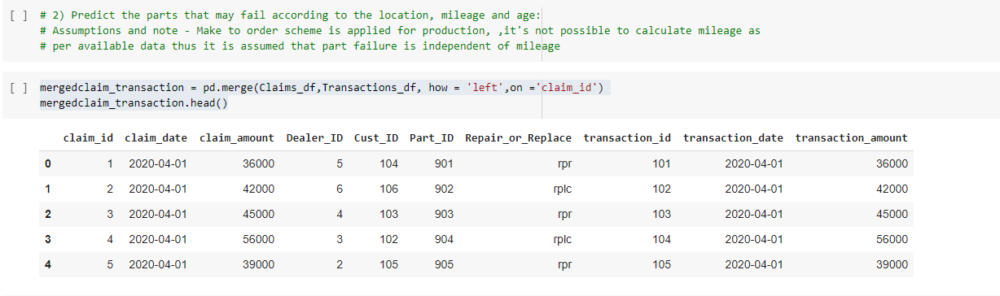 [ ] # 2) Predict the parts that may fail according to the location, mileage and age:
# Assumptions and note - Make to order scheme is applied for production, ,it's not possible to calculate mileage as
# per available data thus it is assumed that part failure is independent of mileage
[ ] mergedclaim_transaction = pd.merge(Claims_df,Transactions_df, how = 'left',on ='claim_id')
mergedclaim_transaction.head()
claim_id claim_date claim_amount Dealer_ID Cust_ID Part_ID Repair_or_Replace transaction_id transaction_date transaction_amount
0 1 2020-04-01 36000 5 104 901 rpr 101 2020-04-01 36000
1 2 2020-04-01 42000 6 106 902 rplc 102 2020-04-01 42000
2 3 2020-04-01 45000 4 103 903 rpr 103 2020-04-01 45000
3 4 2020-04-01 56000 3 102 904 rplc 104 2020-04-01 56000
4 5 2020-04-01 39000 2 105 905 rpr 105 2020-04-01 39000